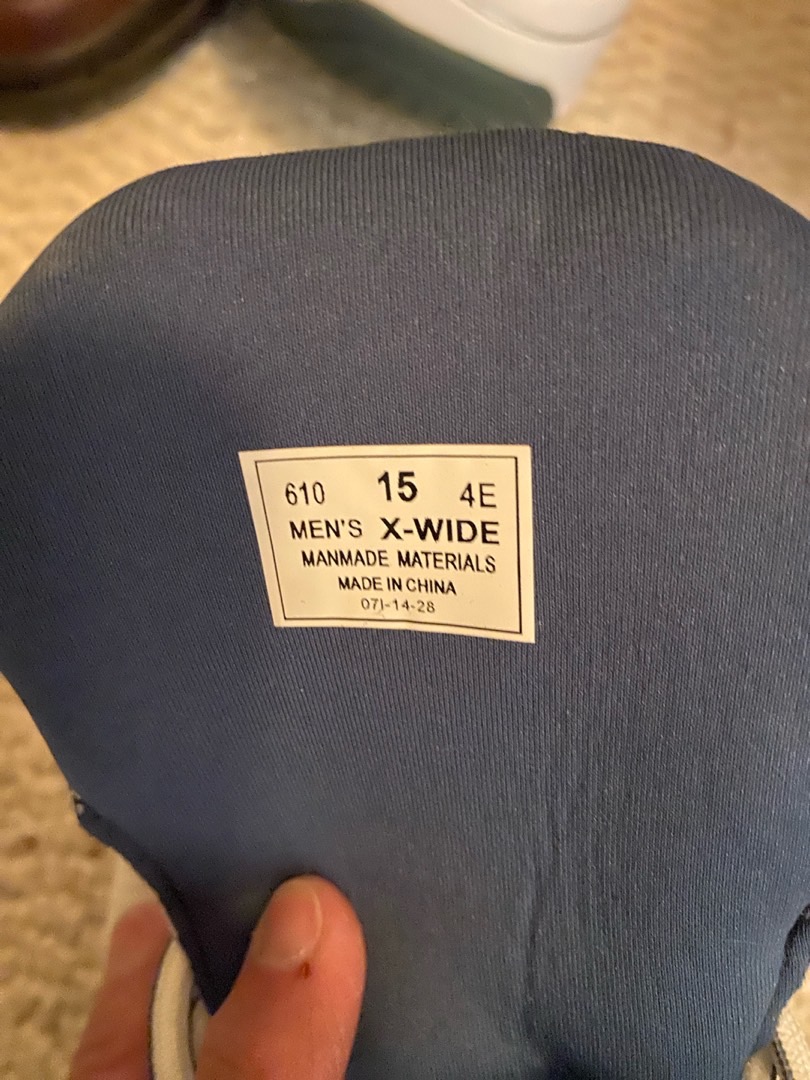 610 15 4E
MEN'S X-WIDE
MANMADE MATERIALS
MADE IN CHINA
07I-14-28